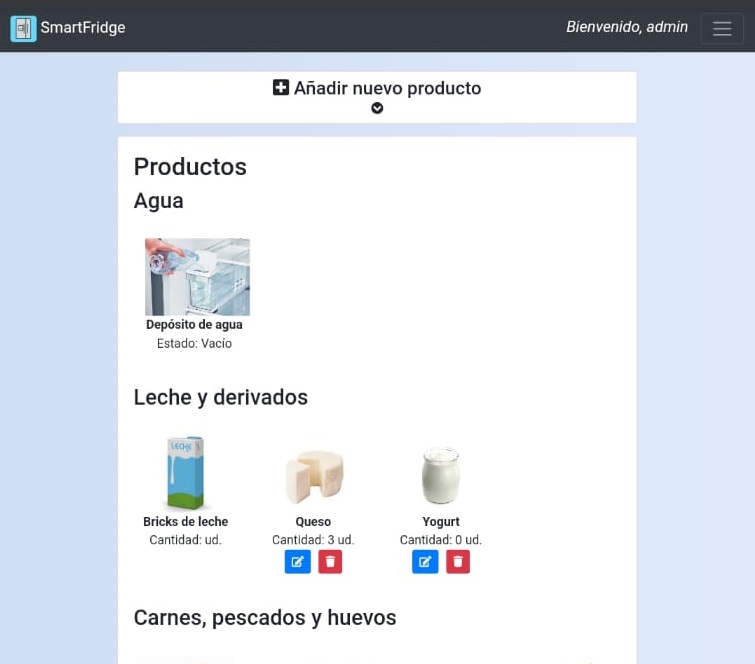 SmartFridge
Bienvenido, admin
Añadir nuevo producto
Productos
Agua
Depósito de agua
Estado: Vacío
Leche y derivados
LECHE
Bricks de leche
Cantidad: ud.
Queso
Cantidad: 3 ud.
Yogurt
Cantidad: 0 ud.
Carnes, pescados y huevos